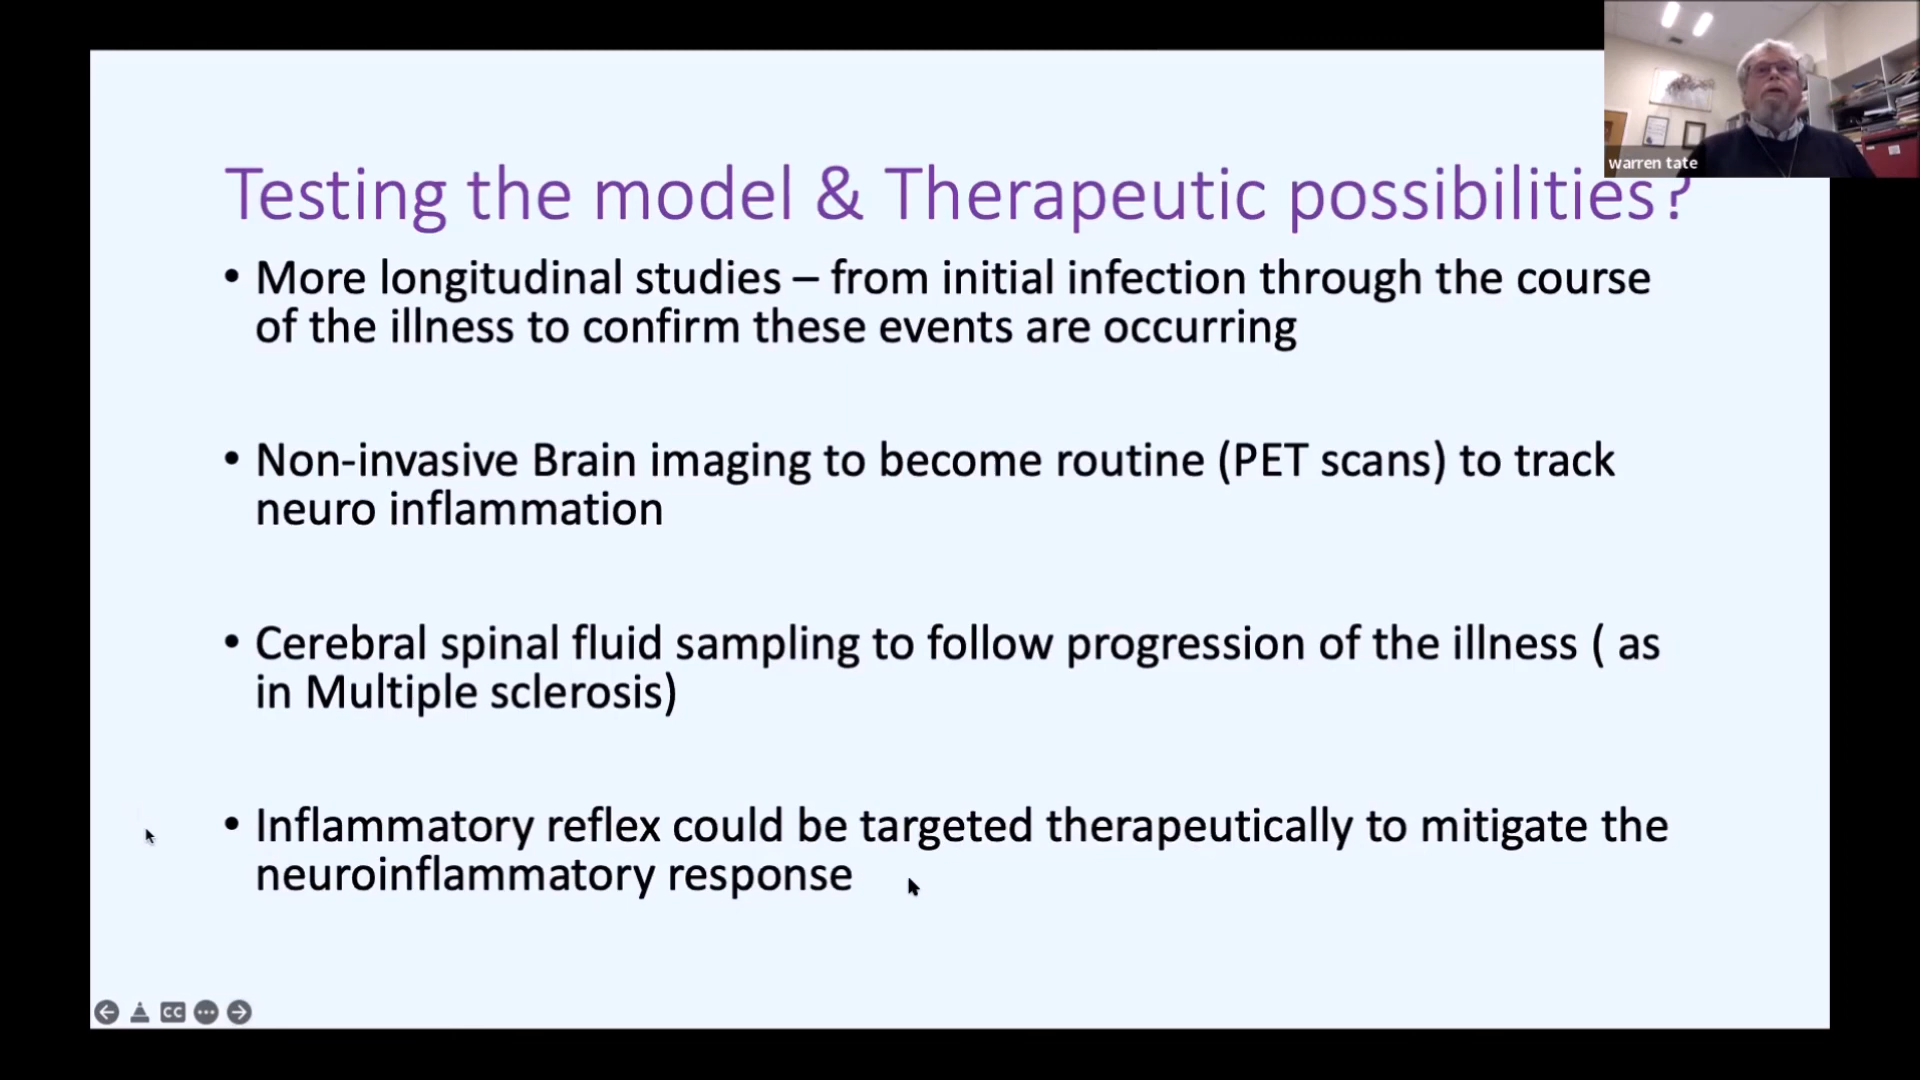 warren tate
Testing the model & Therapeutic possibilities?
• More longitudinal studies – from initial infection through the course
of the illness to confirm these events are occurring
• Non-invasive Brain imaging to become routine (PET scans) to track
neuro inflammation
• Cerebral spinal fluid sampling to follow progression of the illness ( as
in Multiple sclerosis)
• Inflammatory reflex could be targeted therapeutically to mitigate the
neuroinflammatory response
CC